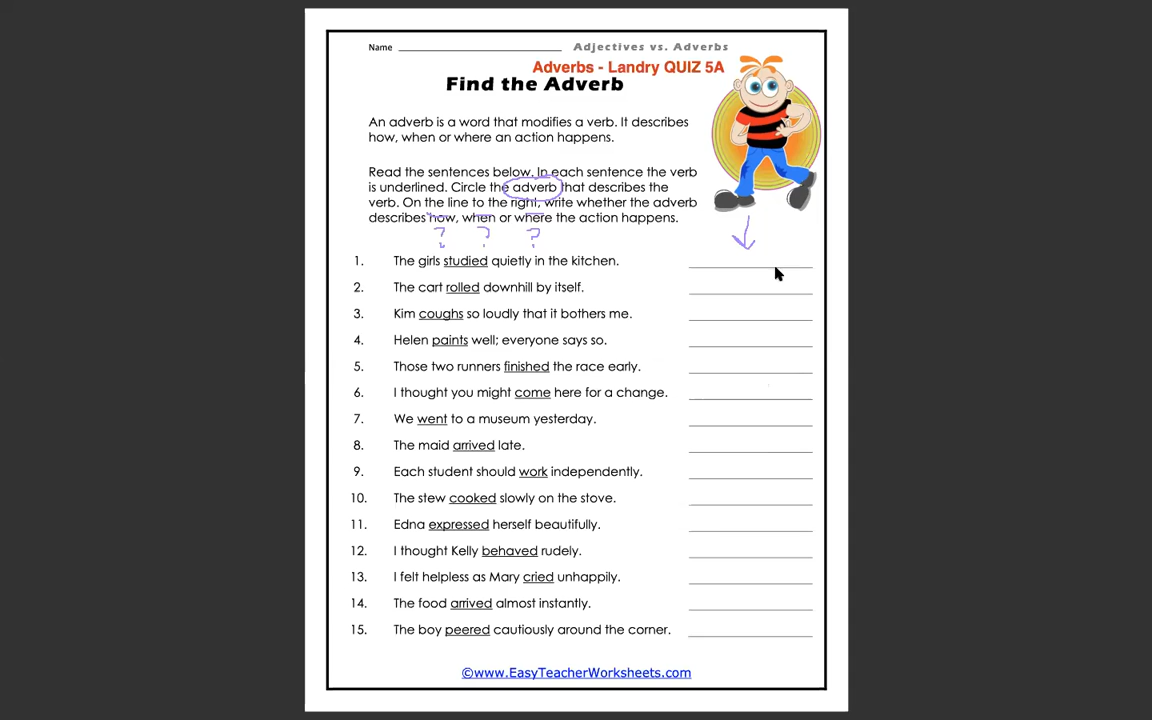 Name Adjectives vs. Adverbs
Adverbs - Landry QUIZ 5A
Find the Adverb
An adverb is a word that modifies a verb. It describes
how, when or where an action happens.
Read the sentences below. In each sentence the verb
is underlined. Circle the adverb that describes the
verb. On the line to the right, write whether the adverb
describes how, when or where the action happens.
? ? ?
1. The girls studied quietly in the kitchen.
2. The cart rolled downhill by itself.
3. Kim coughs so loudly that it bothers me.
4. Helen paints well; everyone says so.
5. Those two runners finished the race early.
6. I thought you might come here for a change.
7. We went to a museum yesterday.
8. The maid arrived late.
9. Each student should work independently.
10. The stew cooked slowly on the stove.
11. Edna expressed herself beautifully.
12. I thought Kelly behaved rudely.
13. I felt helpless as Mary cried unhappily.
14. The food arrived almost instantly.
15. The boy peered cautiously around the corner.
©www.EasyTeacherWorksheets.com